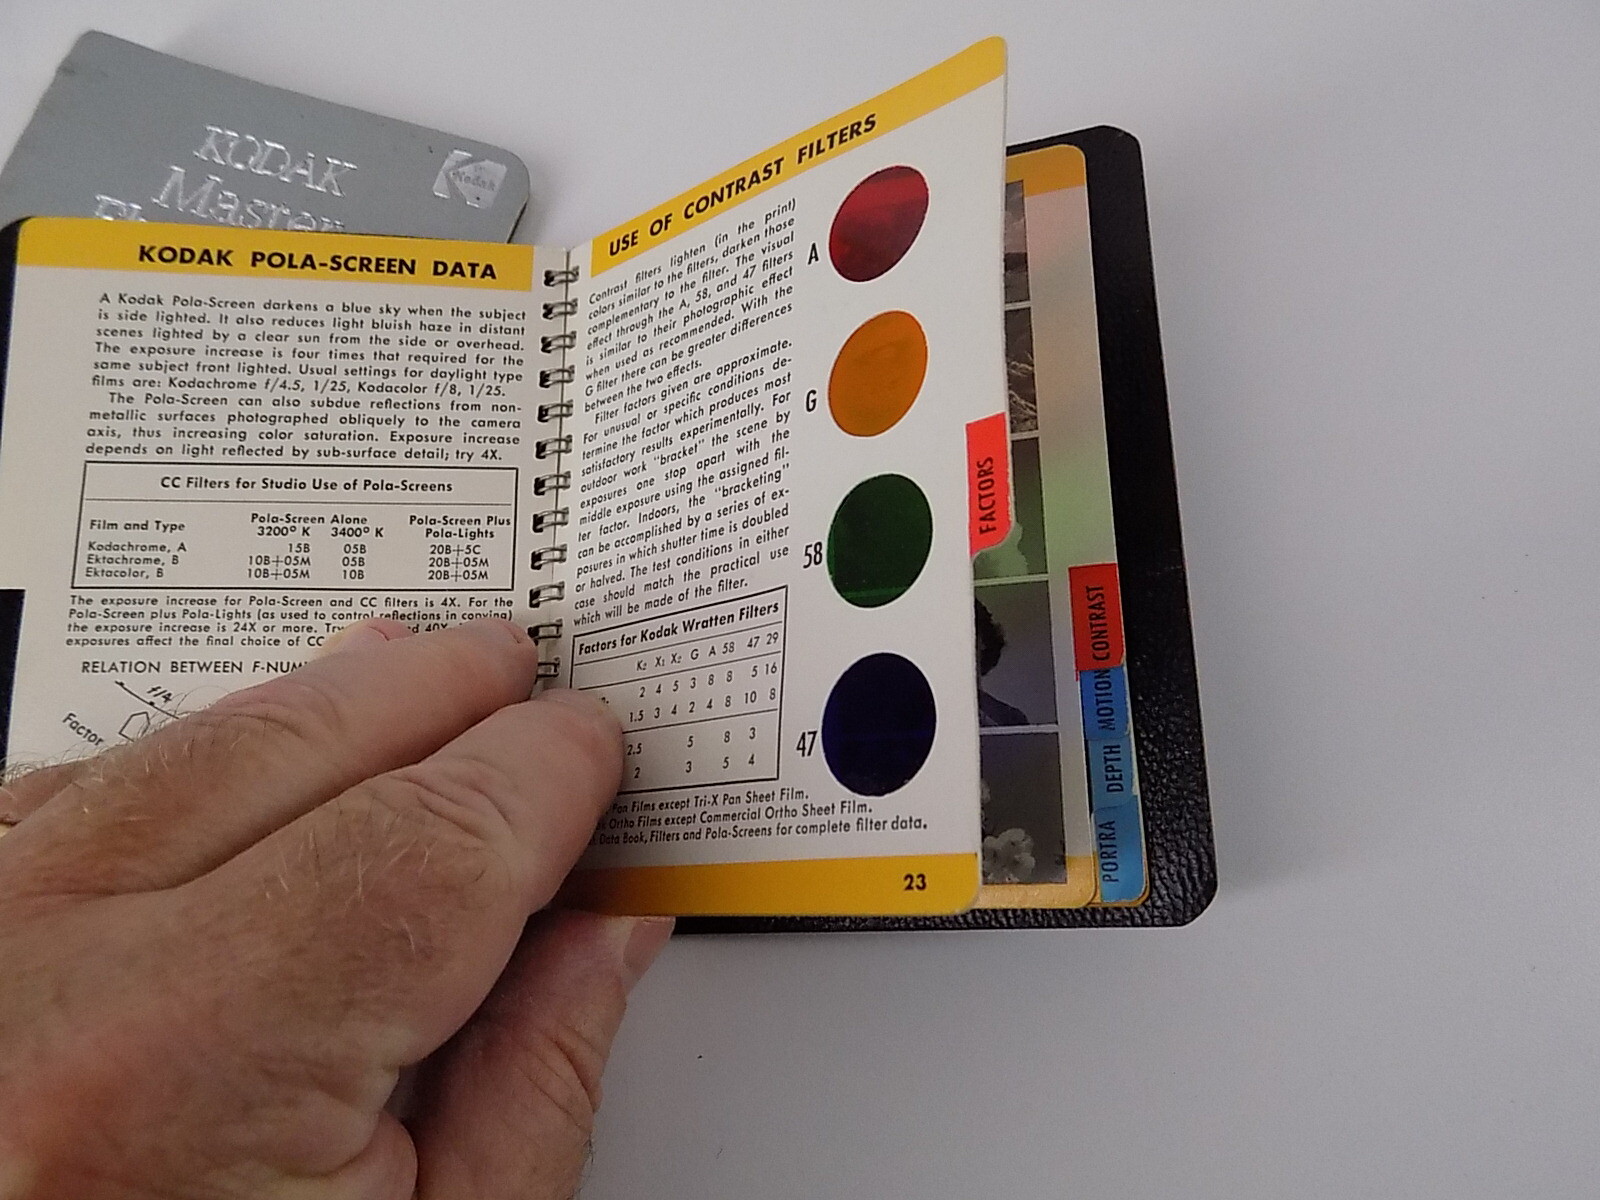 KODAK
Master
Kodak
KODAK POLA-SCREEN DATA
A Kodak Pola-Screen darkens a blue sky when the subject
is side lighted. It also reduces light bluish haze in distant
scenes lighted by a clear sun from the side or overhead.
The exposure increase is four times that required for the
same subject front lighted. Usual settings for daylight type
films are: Kodachrome f/4.5, 1/25, Kodacolor f/8, 1/25.
The Pola-Screen can also subdue reflections from non-
metallic surfaces photographed obliquely to the camera
axis, thus increasing color saturation. Exposure increase
depends on light reflected by sub-surface detail; try 4X.
CC Filters for Studio Use of Pola-Screens
Film and Type
Pola-Screen Alone
3200° K 3400° K
Pola-Screen Plus
Pola-Lights
Kodachrome, A 15B 05B 20B+5C
Ektachrome, B 10B+05M 05B 20B+05M
Ektacolor, B 10B+05M 10B 20B+05M
The exposure increase for Pola-Screen and CC filters is 4X. For the
Pola-Screen plus Pola-Lights (as used to control reflections in copying)
the exposure increase is 24X or more. 40X
exposures affect the final choice of CC
RELATION BETWEEN
f/4
Factor
USE OF CONTRAST FILTERS
Contrast filters lighten (in the print)
colors similar to the filters, darken those
complementary to the filter. The visual
effect through the A, 58, and 47 filters
is similar to their photographic effect
when used as recommended. With the
G filter there can be greater differences
between the two effects.
Filter factors given are approximate.
For unusual or specific conditions de-
termine the factor which produces most
satisfactory results experimentally. For
outdoor work "bracket" the scene by
exposures one stop apart with the
middle exposure using the assigned fil-
ter factor. Indoors, the "bracketing"
can be accomplished by a series of ex-
posures in which shutter time is doubled
or halved. The test conditions in either
case should match the practical use
which will be made of the filter.
Factors for Kodak Wratten Filters
K2 X1 X2 G A 58 47 29
2 4 5 3 8 8 5 16
1.5 3 4 2 4 8 10 8
2.5 5 8 3
2 3 5 4
Pan Films except Tri-X Pan Sheet Film.
Ortho Films except Commercial Ortho Sheet Film.
Data Book, Filters and Pola-Screens for complete filter data.
A
G
58
47
23
FACTORS
CONTRAST
MOTION
DEPTH
PORTRA